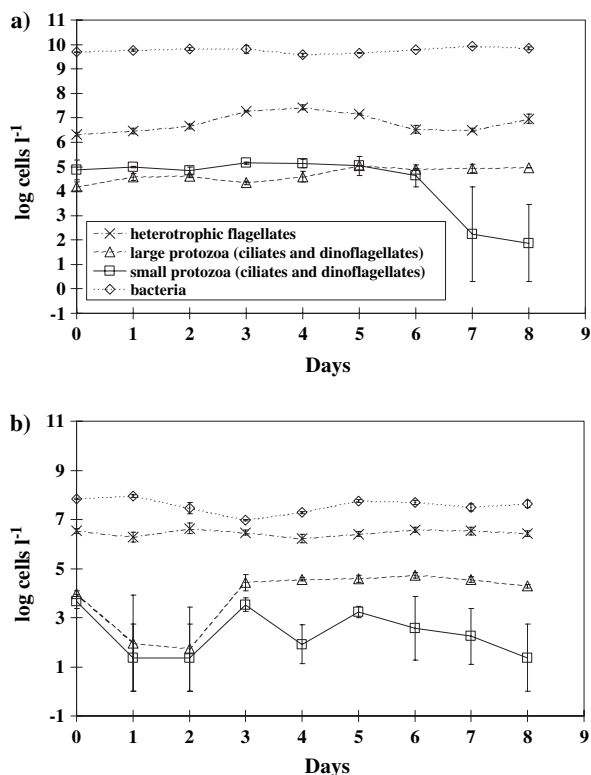 a)
11
10
9
8
7
6
5
4
3
2
1
0
-1
log cells l⁻¹
heterotrophic flagellates
large protozoa (ciliates and dinoflagellates)
small protozoa (ciliates and dinoflagellates)
bacteria
0 1 2 3 4 5 6 7 8 9
Days
b)
11
9
7
5
3
1
-1
log cells l⁻¹
0 1 2 3 4 5 6 7 8 9
Days